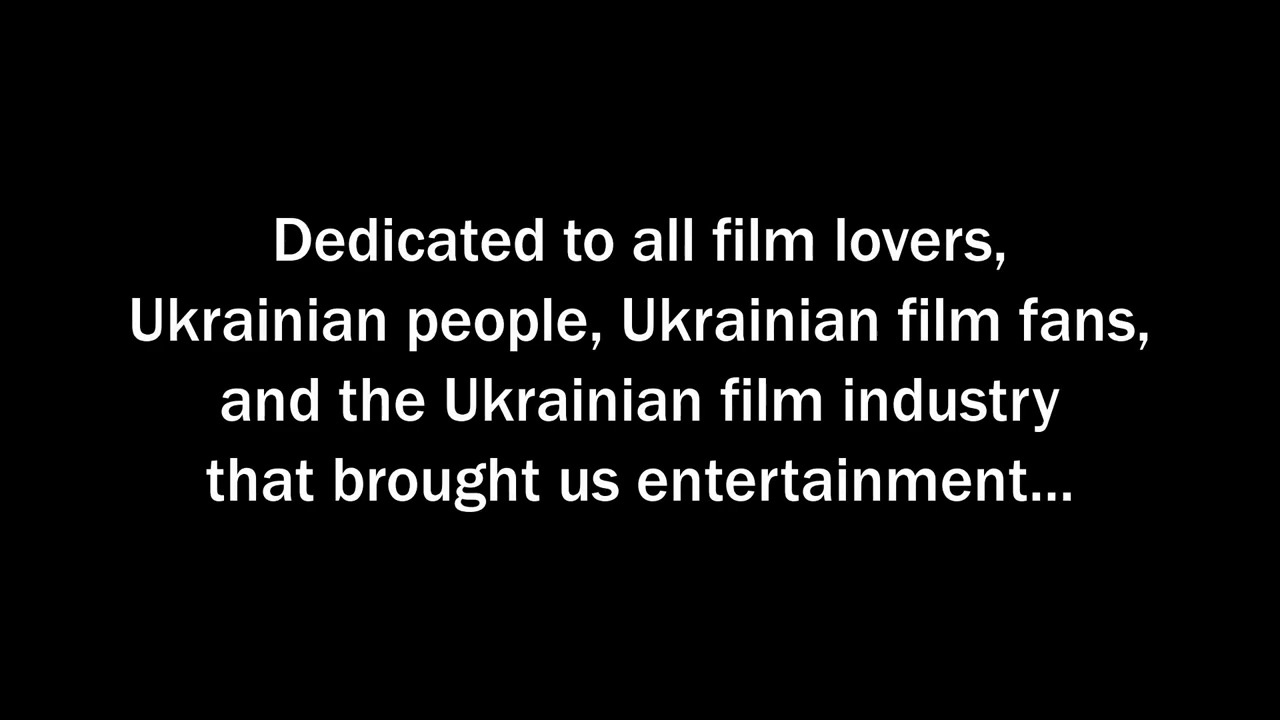 Dedicated to all film lovers,
Ukrainian people, Ukrainian film fans,
and the Ukrainian film industry
that brought us entertainment...